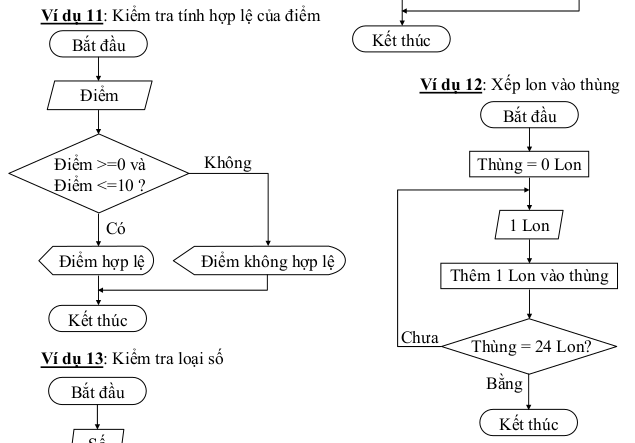 Ví dụ 11: Kiểm tra tính hợp lệ của điểm
Bắt đầu
Điểm
Điểm >=0 và
Điểm <=10 ?
Không
Có
Điểm hợp lệ
Điểm không hợp lệ
Kết thúc
Ví dụ 13: Kiểm tra loại số
Bắt đầu
Số
Kết thúc
Ví dụ 12: Xếp lon vào thùng
Bắt đầu
Thùng = 0 Lon
1 Lon
Thêm 1 Lon vào thùng
Chưa
Thùng = 24 Lon?
Bằng
Kết thúc